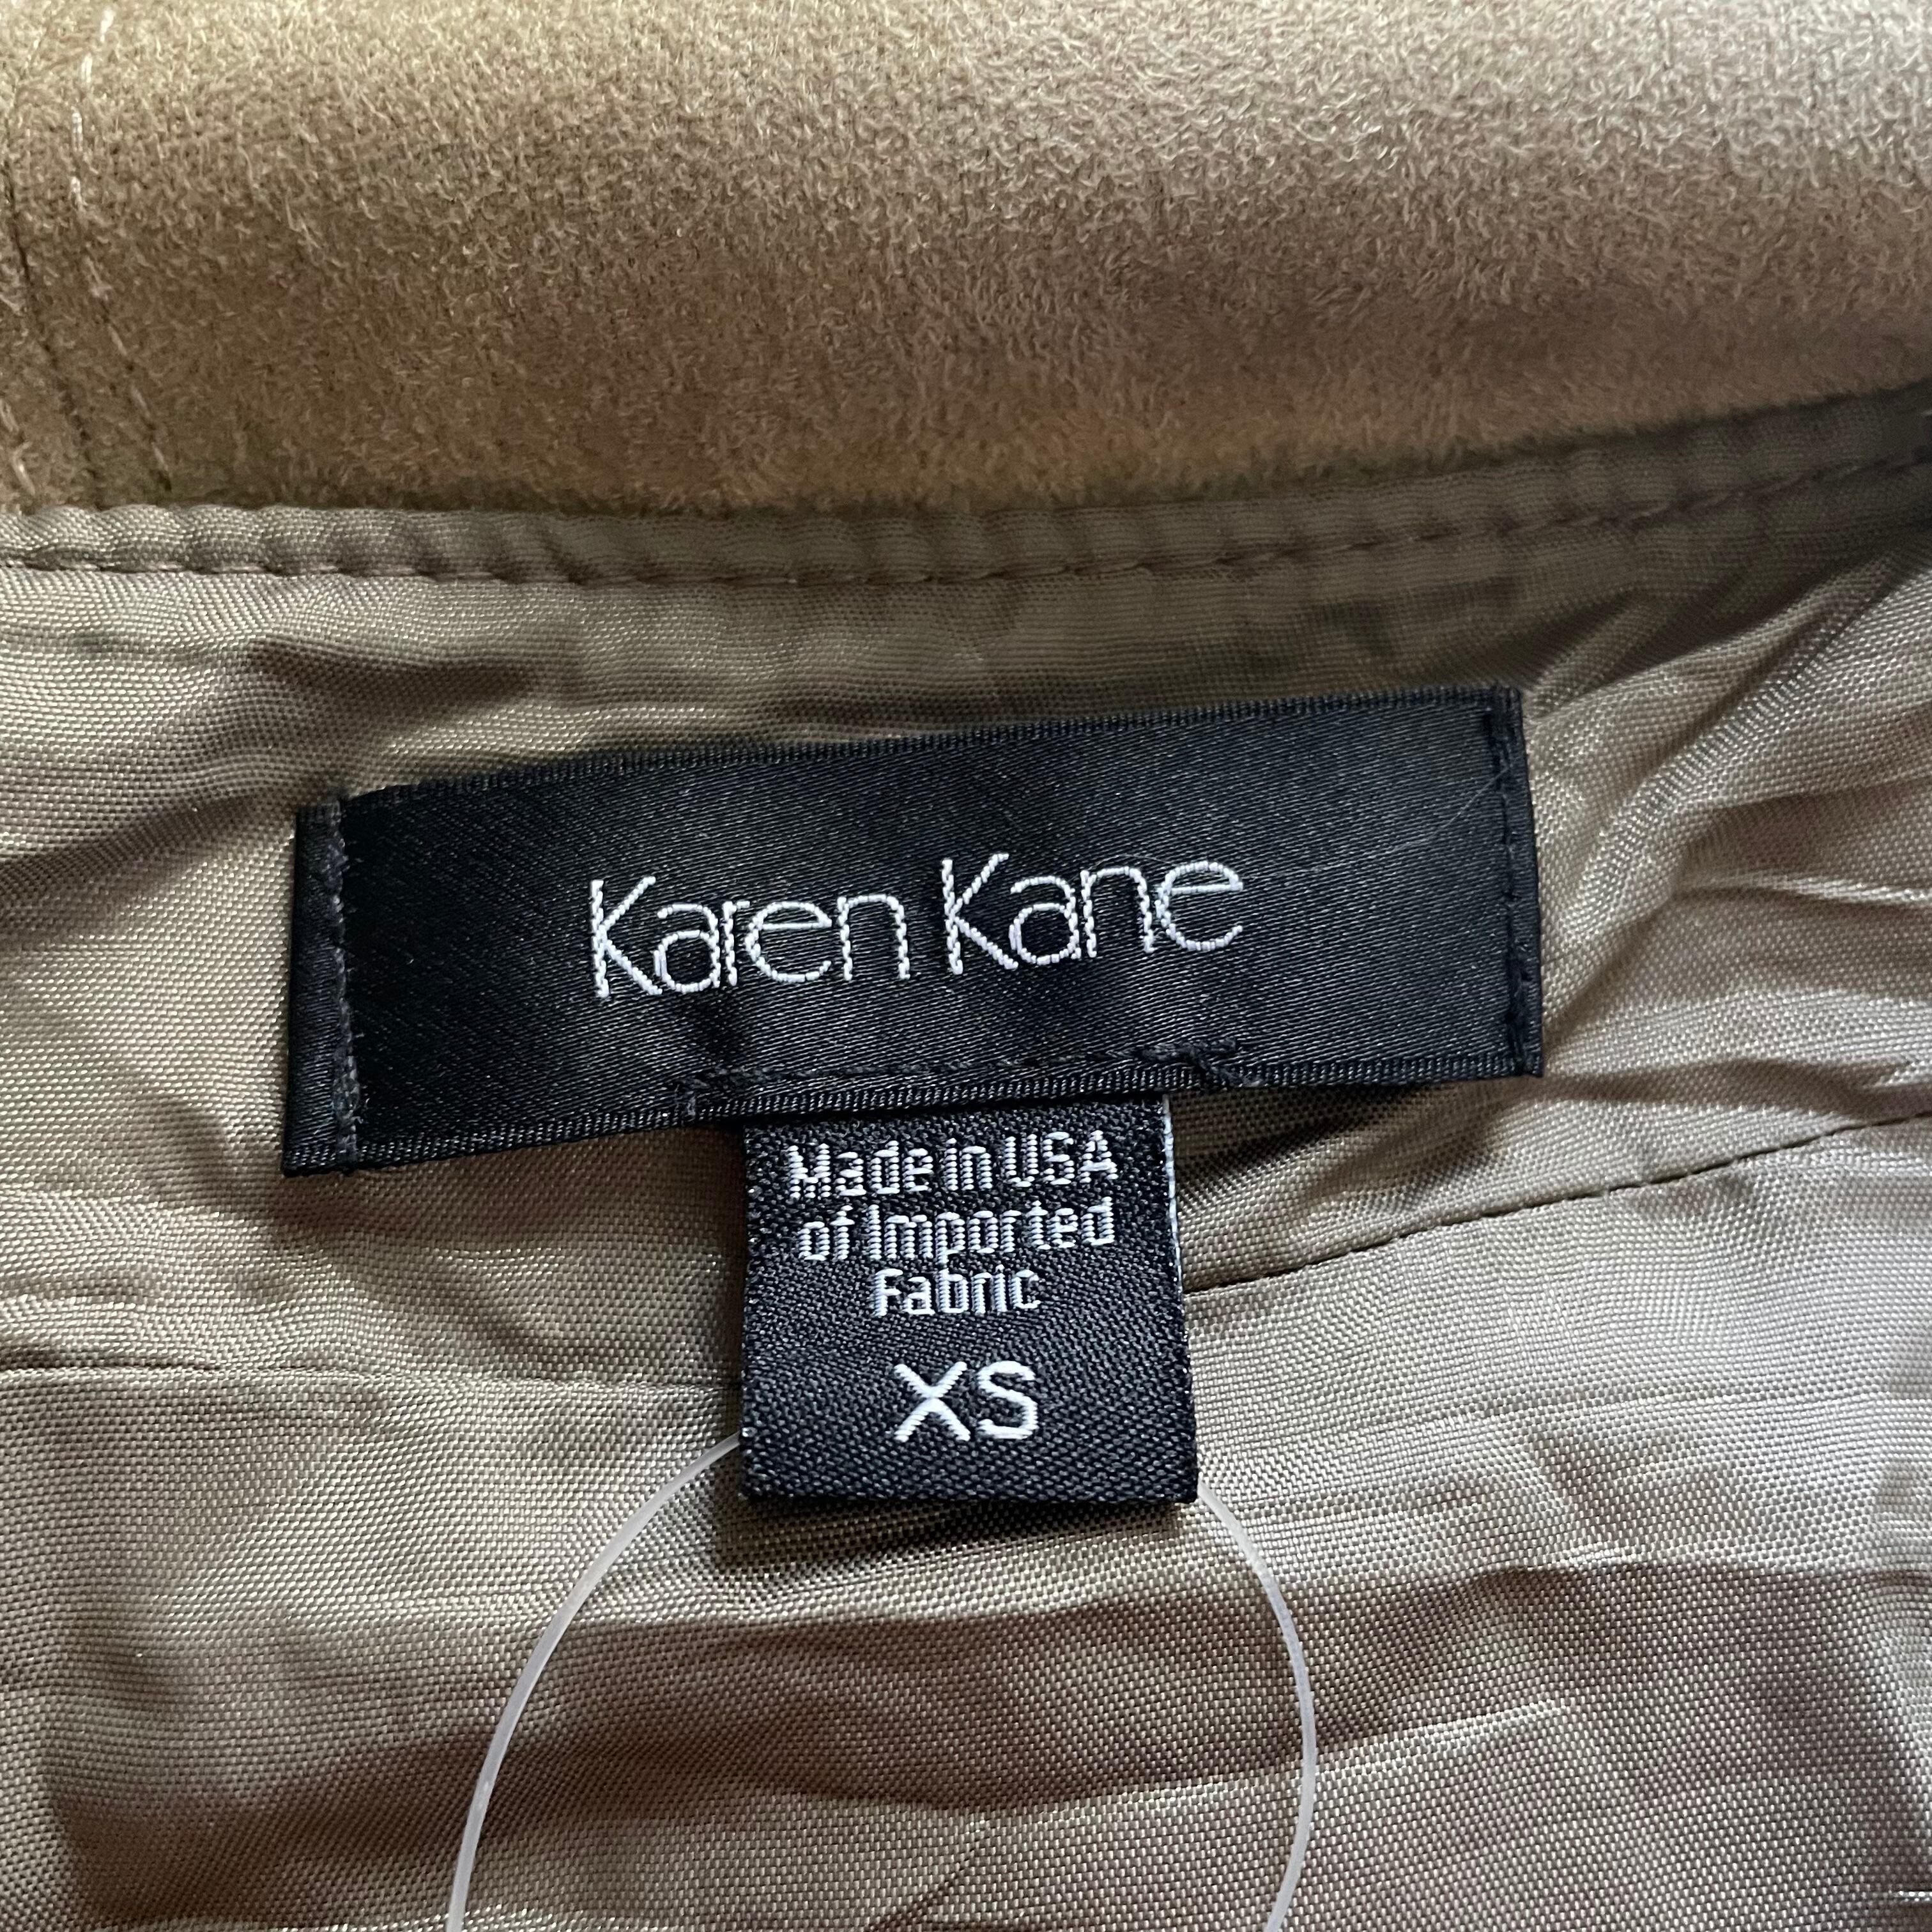 Karen Kane
Made in USA
of Imported
Fabric
XS